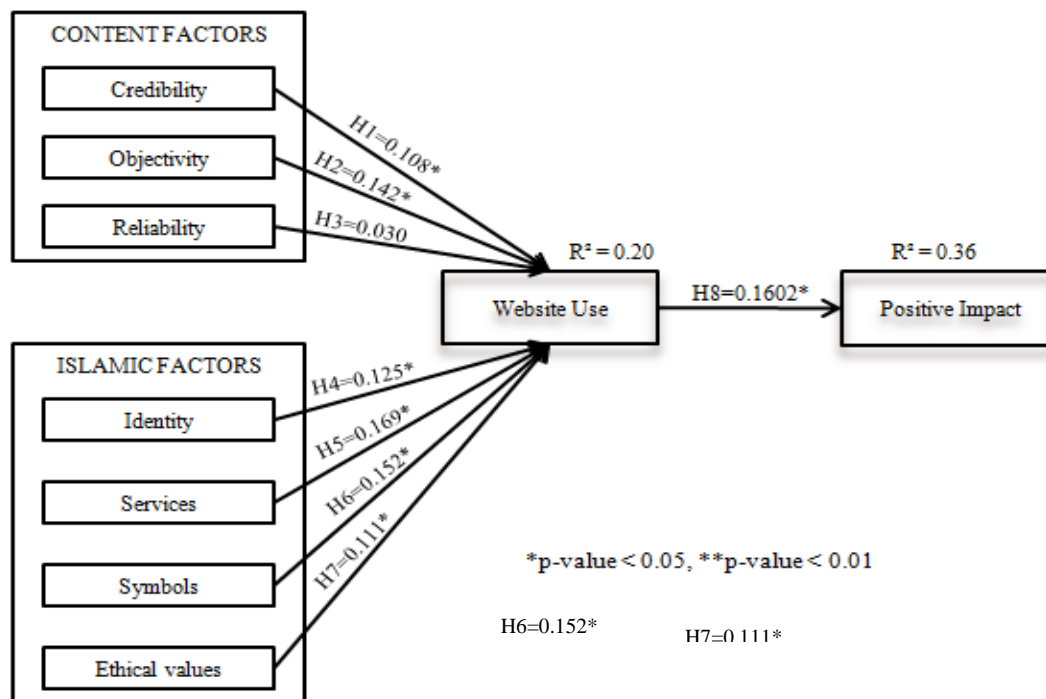 CONTENT FACTORS
Credibility
Objectivity
Reliability
H1=0.108*
H2=0.142*
H3=0.030
R² = 0.20
R² = 0.36
Website Use
H8=0.1602*
Positive Impact
ISLAMIC FACTORS
Identity
Services
Symbols
Ethical values
H4=0.125*
H5=0.169*
H6=0.152*
H7=0.111*
*p-value < 0.05, **p-value < 0.01
H6=0.152*
H7=0.111*